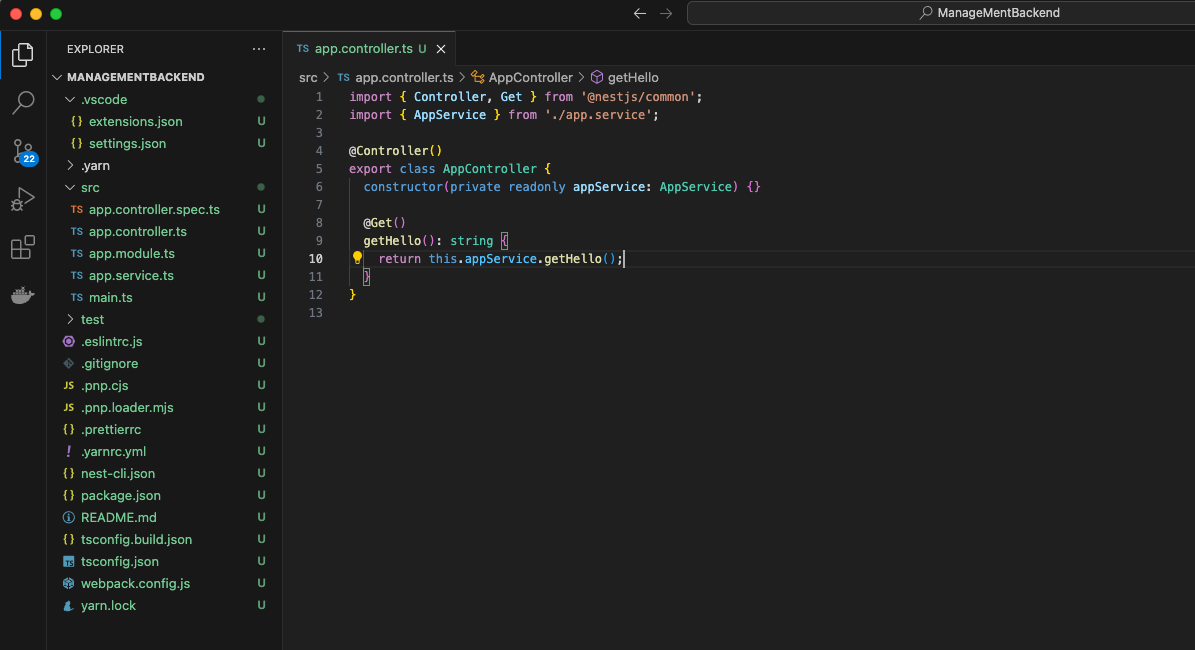 ManageMentBackend
EXPLORER
MANAGEMENTBACKEND
.vscode
{} extensions.json U
{} settings.json U
22
.yarn
src
TS app.controller.spec.ts U
TS app.controller.ts U
TS app.module.ts U
TS app.service.ts U
TS main.ts U
test
.eslintrc.js U
.gitignore U
JS .pnp.cjs U
JS .pnp.loader.mjs U
{} .prettierrc U
! .yarnrc.yml U
{} nest-cli.json U
{} package.json U
README.md U
{} tsconfig.build.json U
TS tsconfig.json U
webpack.config.js U
yarn.lock U
TS app.controller.ts U
src > TS app.controller.ts > AppController > getHello
1 import { Controller, Get } from '@nestjs/common';
2 import { AppService } from './app.service';
3
4 @Controller()
5 export class AppController {
6 constructor(private readonly appService: AppService) {}
7
8 @Get()
9 getHello(): string {
10 return this.appService.getHello();
11 }
12 }
13